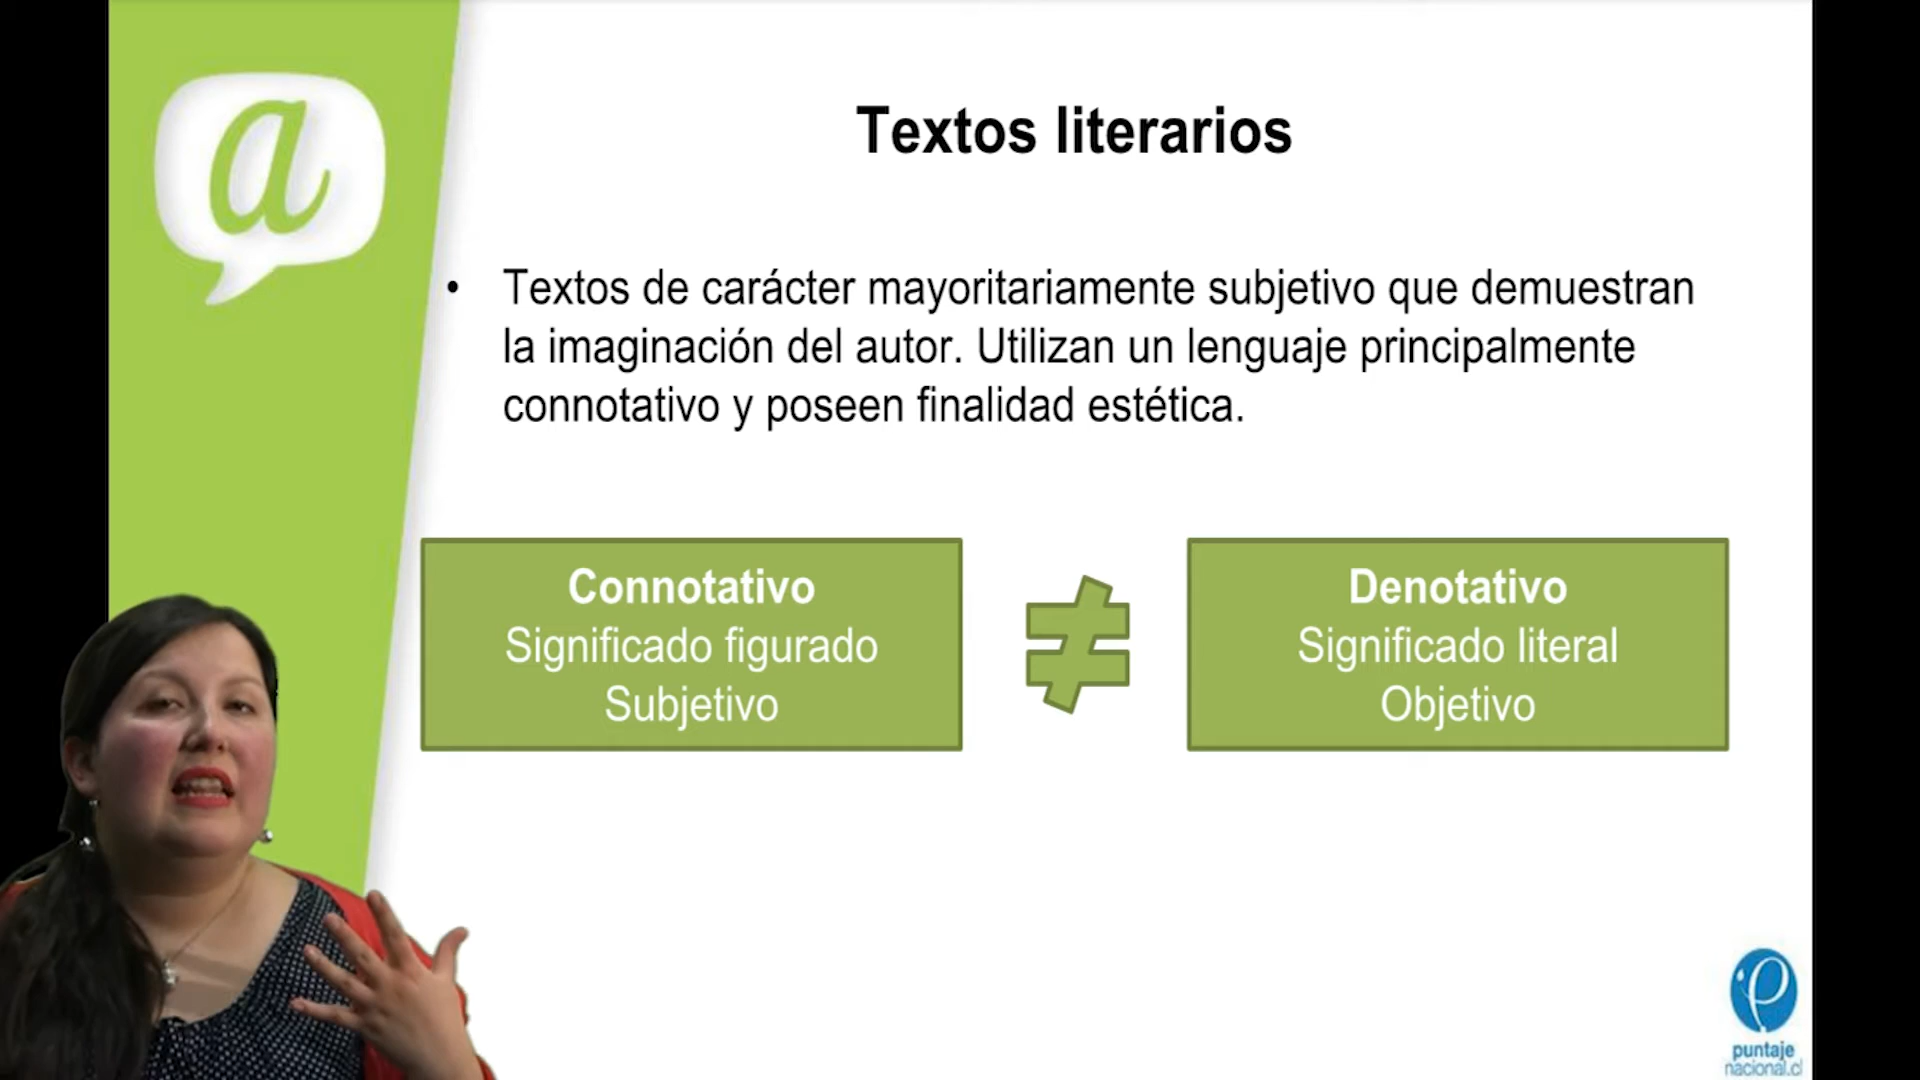 a
Textos literarios
• Textos de carácter mayoritariamente subjetivo que demuestran
la imaginación del autor. Utilizan un lenguaje principalmente
connotativo y poseen finalidad estética.
Connotativo
Significado figurado
Subjetivo
≠
Denotativo
Significado literal
Objetivo
p
puntaje
nacional.cl